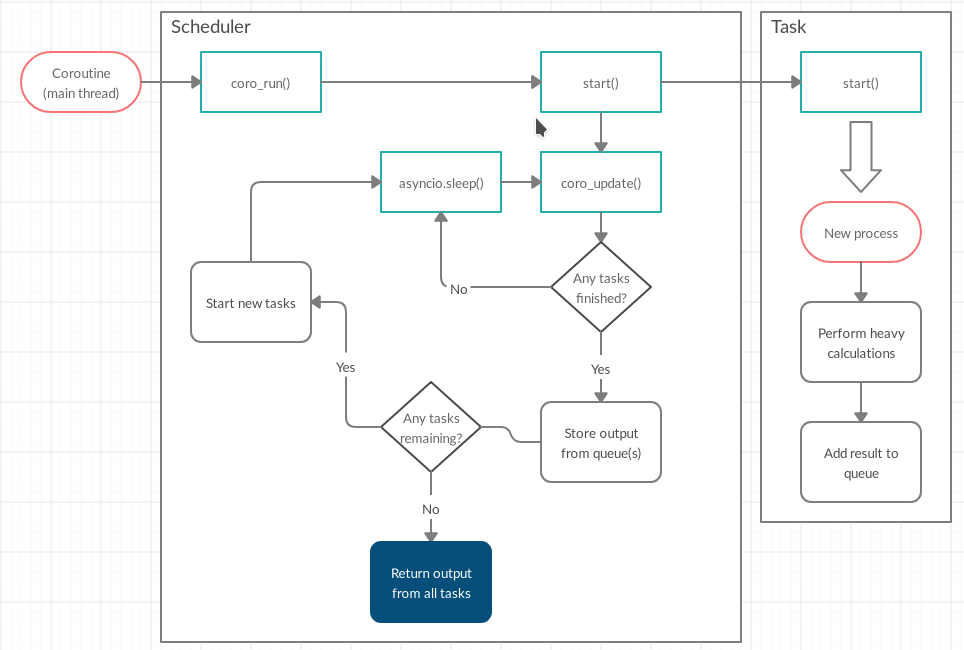 Scheduler
Task
Coroutine
(main thread)
coro_run()
start()
start()
asyncio.sleep()
coro_update()
New process
No
Any tasks
finished?
Start new tasks
Perform heavy
calculations
Yes
Yes
Any tasks
remaining?
Store output
from queue(s)
Add result to
queue
No
Return output
from all tasks